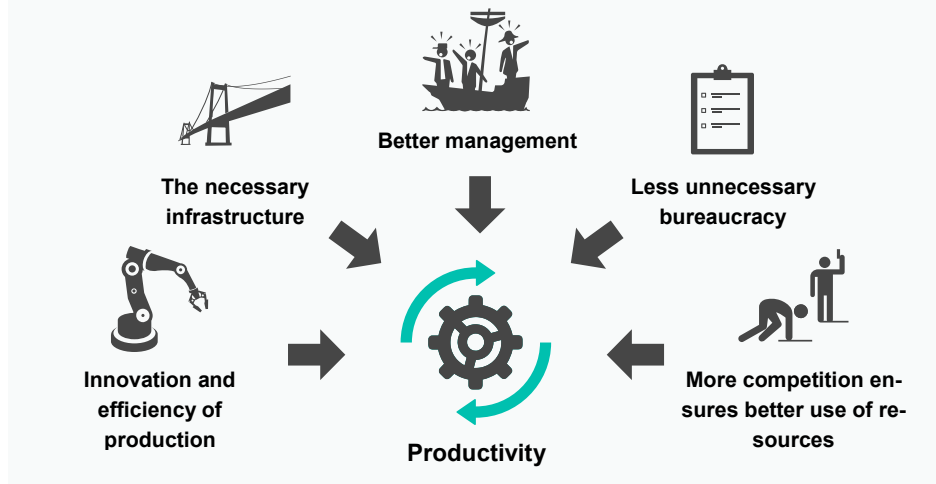 Better management
The necessary
infrastructure
Less unnecessary
bureaucracy
Innovation and
efficiency of
production
More competition en-
sures better use of re-
sources
Productivity